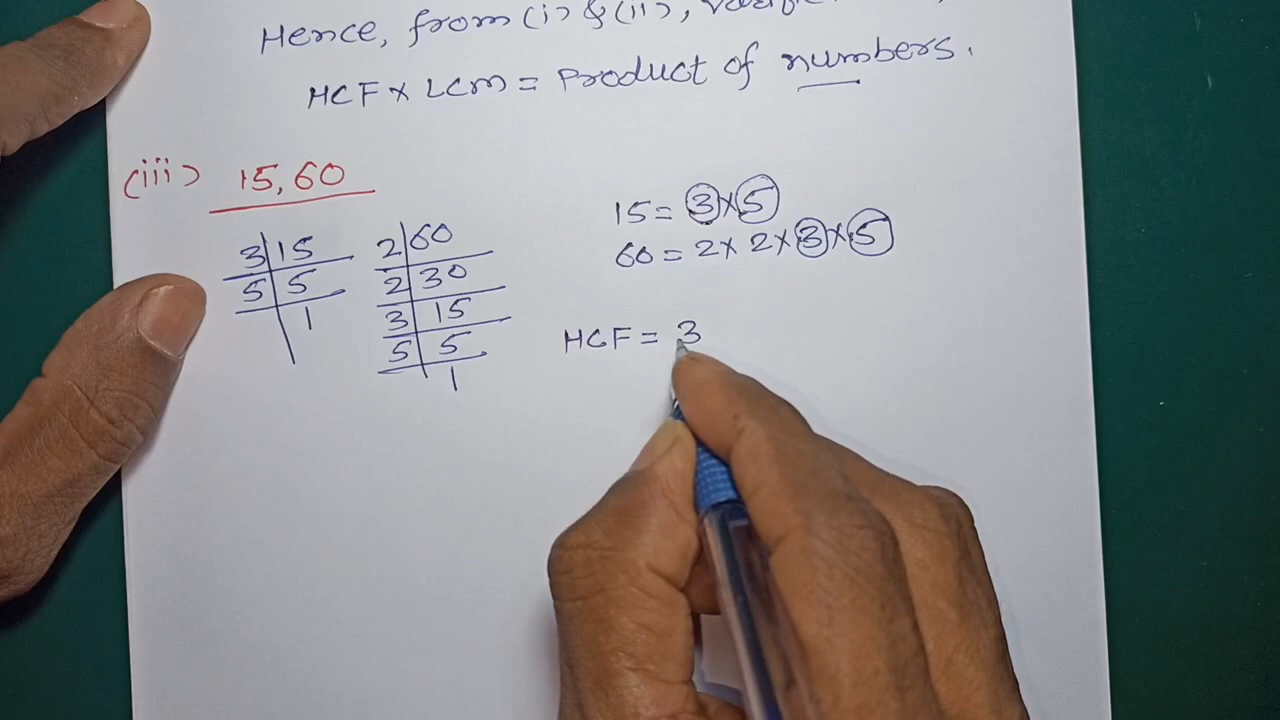 Hence, from (i) & (ii),
HCF × LCM = Product of numbers.
(iii) 15, 60
3 | 15
5 | 5
1
2 | 60
2 | 30
3 | 15
5 | 5
1
15 = 3 × 5
60 = 2 × 2 × 3 × 5
HCF = 3